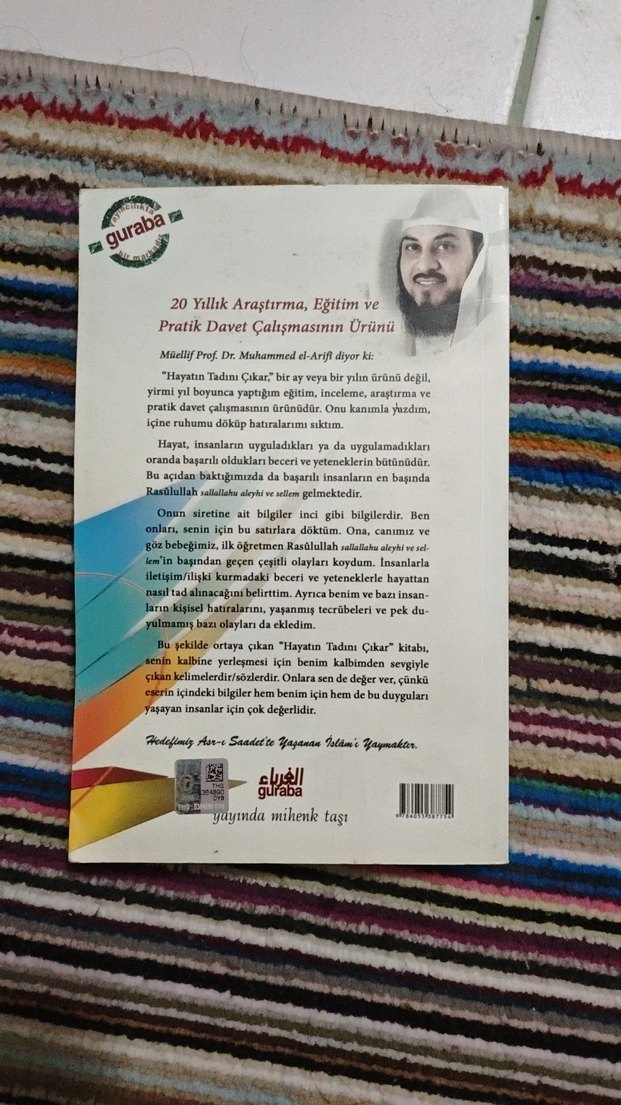 yayıncılıkta
guraba
bir markadır
20 Yıllık Araştırma, Eğitim ve
Pratik Davet Çalışmasının Ürünü
Müellif Prof. Dr. Muhammed el-Arifi diyor ki:
“Hayatın Tadını Çıkar,” bir ay veya bir yılın ürünü değil,
yirmi yıl boyunca yaptığım eğitim, inceleme, araştırma ve
pratik davet çalışmasının ürünüdür. Onu kanımla yazdım,
içine ruhumu döküp hatıralarımı sıktım.
Hayat, insanların uyguladıkları ya da uygulamadıkları
oranda başarılı oldukları beceri ve yeteneklerin bütünüdür.
Bu açıdan baktığımızda da başarılı insanların en başında
Rasûlullah sallallahu aleyhi ve sellem gelmektedir.
Onun siretine ait bilgiler inci gibi bilgilerdir. Ben
onları, senin için bu satırlara döktüm. Ona, canımız ve
göz bebeğimiz, ilk öğretmen Rasûlullah sallallahu aleyhi ve sel-
lem’in başından geçen çeşitli olayları koydum. İnsanlarla
iletişim/ilişki kurmadaki beceri ve yeteneklerle hayattan
nasıl tad alınacağını belirttim. Ayrıca benim ve bazı insan-
ların kişisel hatıralarını, yaşanmış tecrübeleri ve pek du-
yulmamış bazı olayları da ekledim.
Bu şekilde ortaya çıkan “Hayatın Tadını Çıkar” kitabı,
senin kalbine yerleşmesi için benim kalbimden sevgiyle
çıkan kelimelerdir/sözlerdir. Onlara sen de değer ver, çünkü
eserin içindeki bilgiler hem benim için hem de bu duyguları
yaşayan insanlar için çok değerlidir.
Hedefimiz Asr-ı Saadet'te Yaşanan İslâm'ı Yaymaktır.
الغرباء
guraba
yayında mihenk taşı
9786055387754